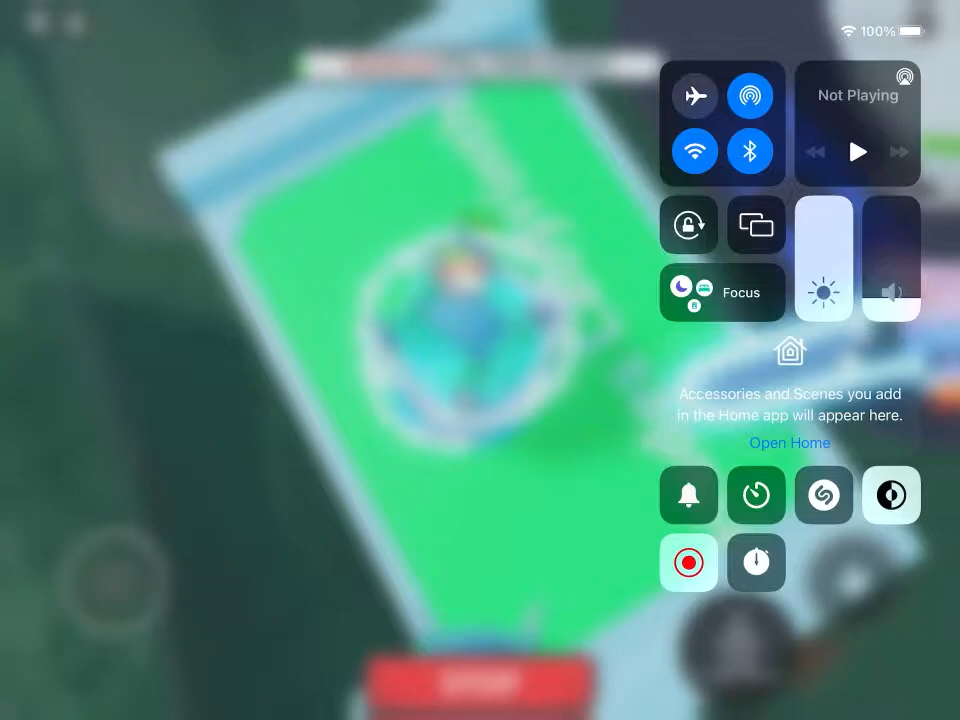 100%
Not Playing
Focus
Accessories and Scenes you add
in the Home app will appear here.
Open Home